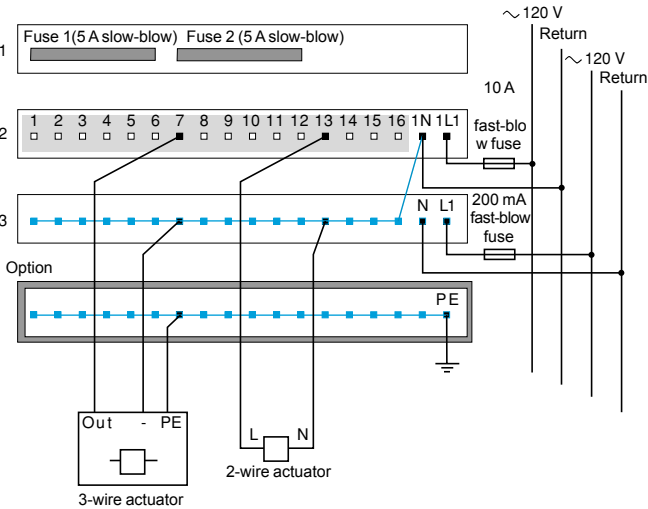 ∼ 120 V
Return
∼ 120 V
Return
1
Fuse 1(5 A slow-blow) Fuse 2 (5 A slow-blow)
10 A
2
1 2 3 4 5 6 7 8 9 10 11 12 13 14 15 16 1N 1L1
fast-blo
w fuse
3
N L1
200 mA
fast-blow
fuse
Option
PE
Out - PE
L N
2-wire actuator
3-wire actuator